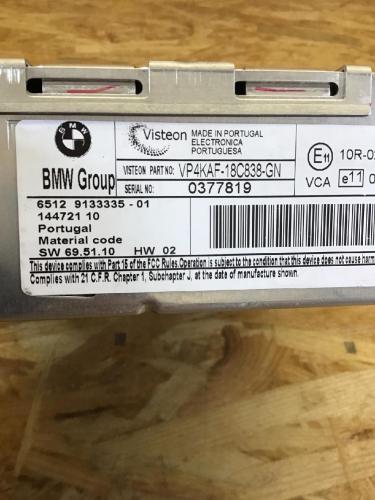 BMW
Visteon
MADE IN PORTUGAL
ELECTRONICA
PORTUGUESA
E11
10R-02
BMW Group
VISTEON PART NO: VP4KAF-18C838-GN
SERIAL NO: 0377819
VCA e11 0
6512 9133335 - 01
144721 10
Portugal
Material code
SW 69.51.10 HW 02
This device complies with Part 15 of the FCC Rules.Operation is subject to the condition that this device does not cause harm
Complies with 21 C.F.R. Chapter 1, Subchapter J, at the date of manufacture shown.